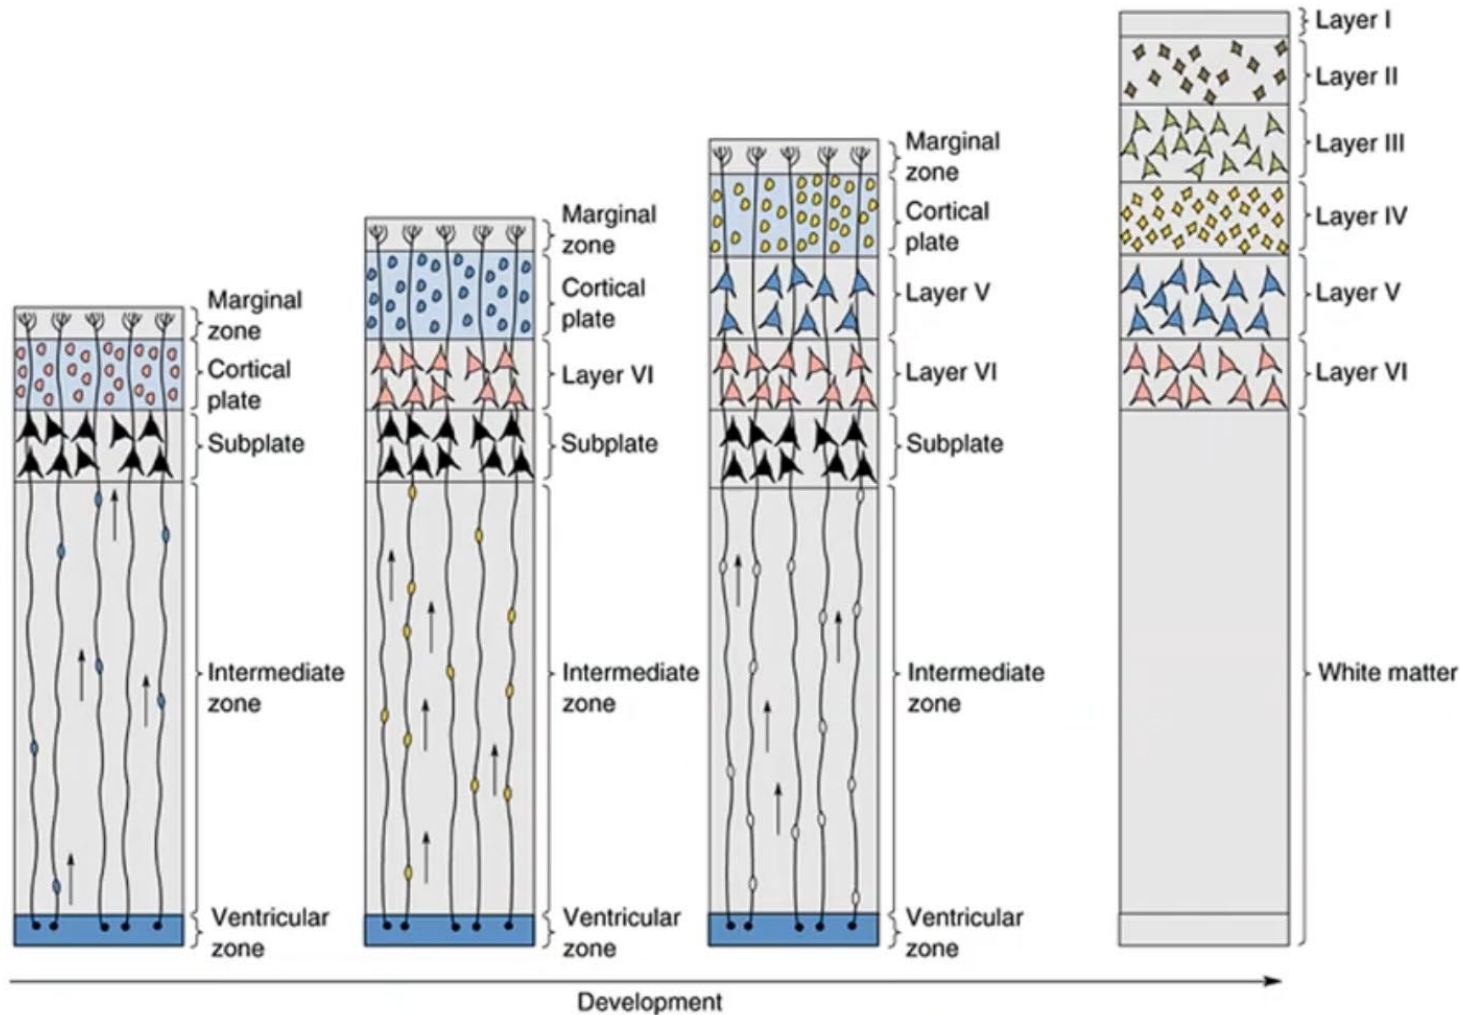 Marginal
zone
Cortical
plate
Subplate
Intermediate
zone
Ventricular
zone
Marginal
zone
Cortical
plate
Layer VI
Subplate
Intermediate
zone
Ventricular
zone
Marginal
zone
Cortical
plate
Layer V
Layer VI
Subplate
Intermediate
zone
Ventricular
zone
Layer I
Layer II
Layer III
Layer IV
Layer V
Layer VI
White matter
Development